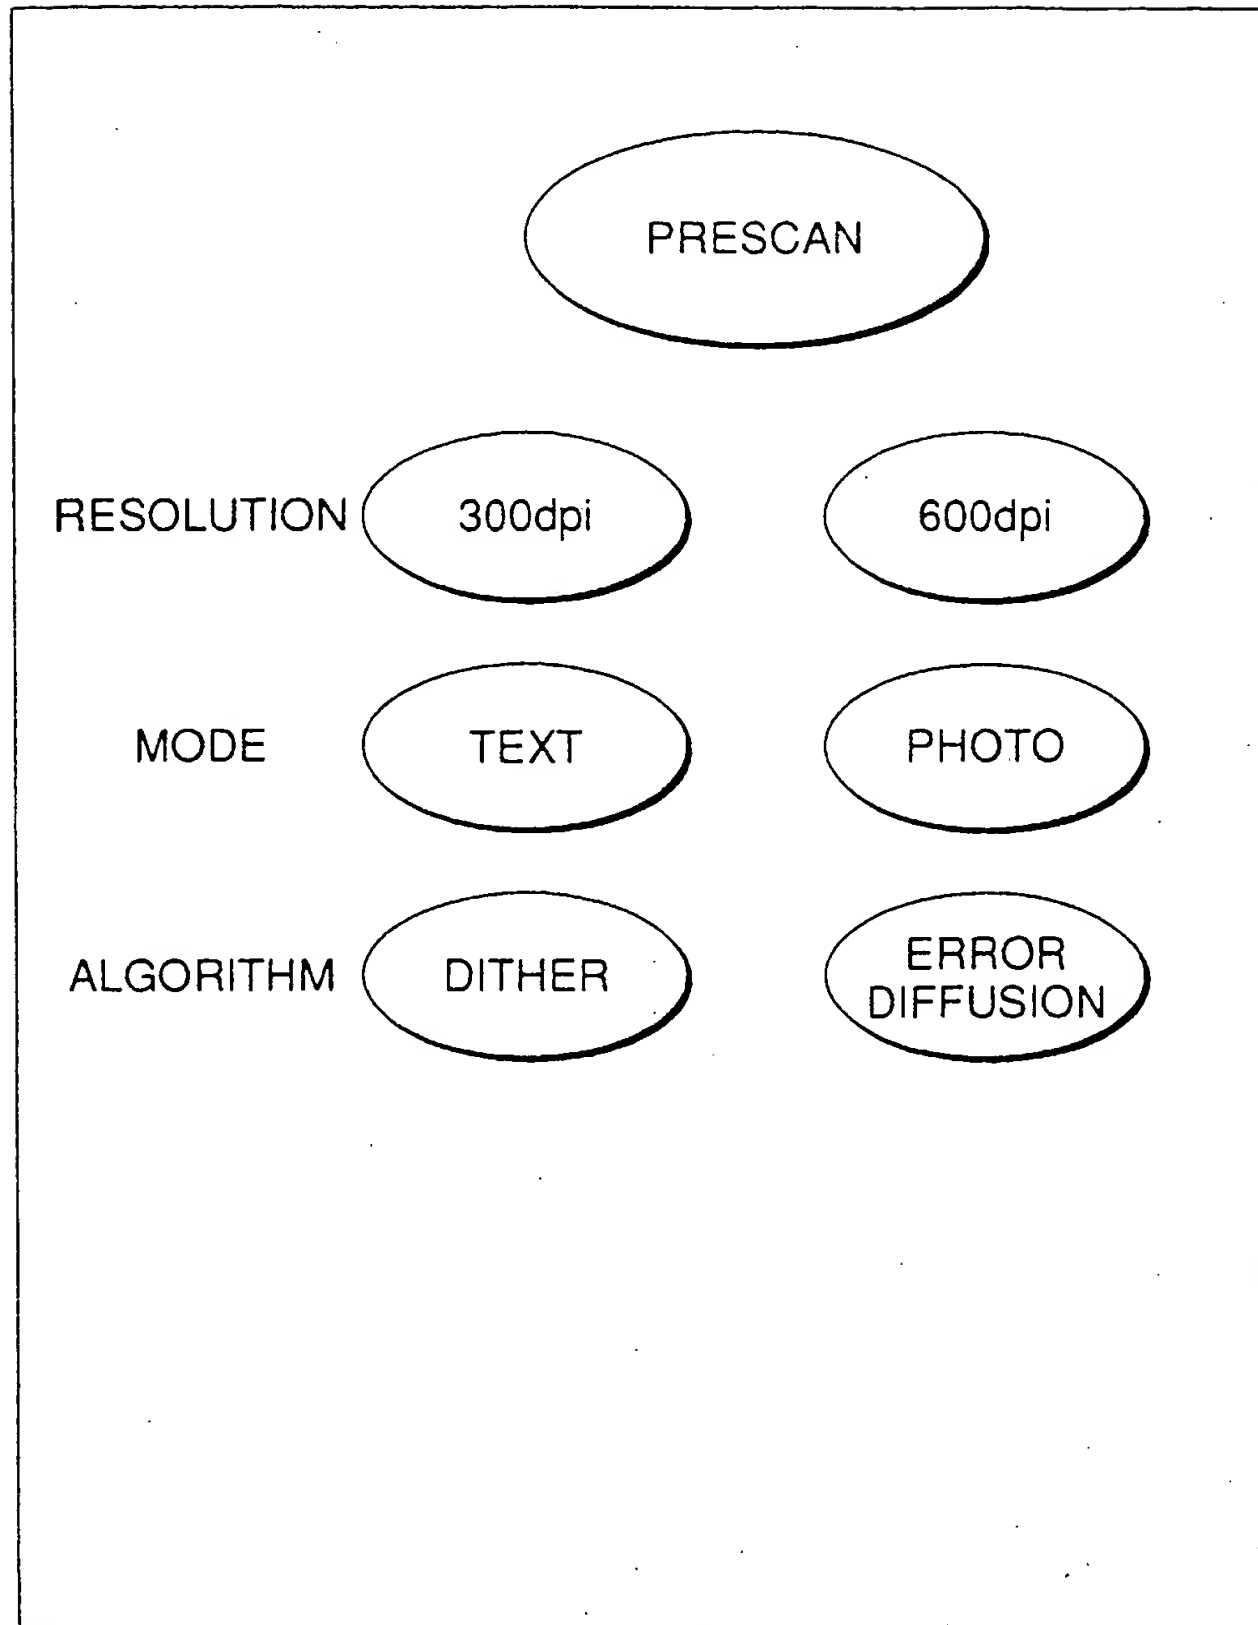 PRESCAN
RESOLUTION 300dpi 600dpi
MODE TEXT PHOTO
ALGORITHM DITHER ERROR
DIFFUSION